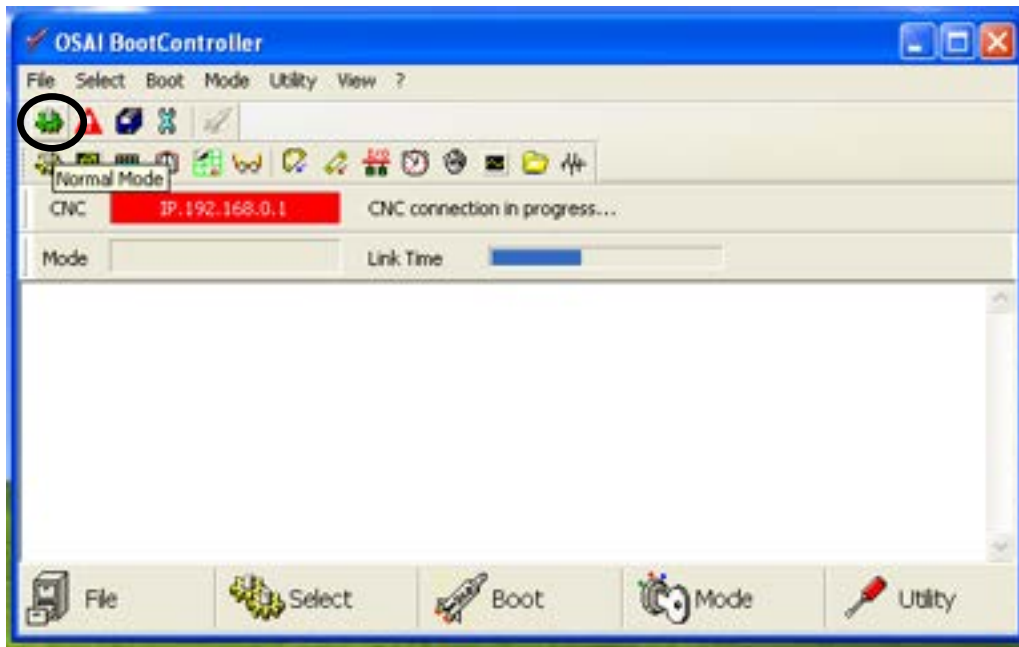 OSAI BootController
File Select Boot Mode Utility View ?
Normal Mode
CNC IP.192.168.0.1 CNC connection in progress...
Mode Link Time
File Select Boot Mode Utility